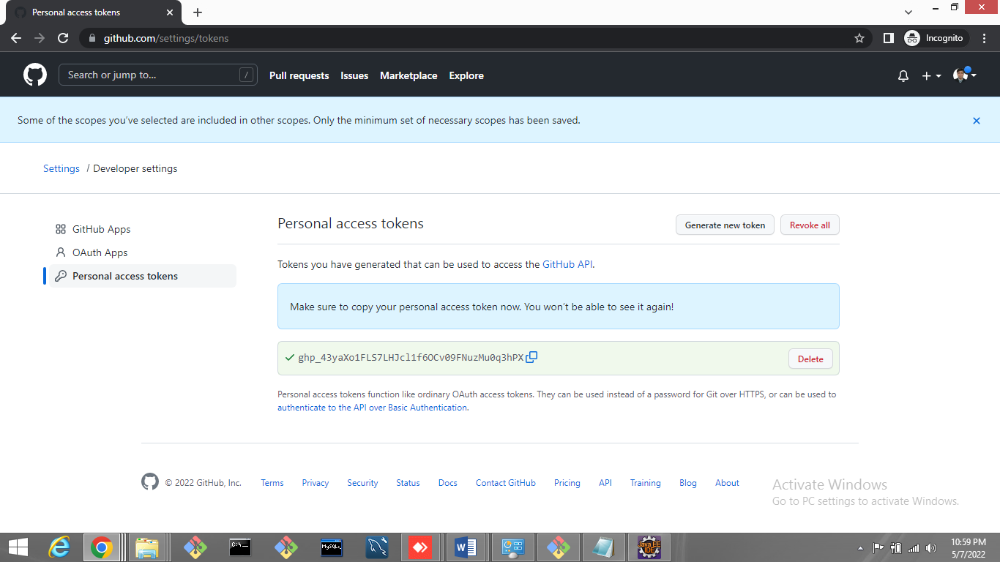 Personal access tokens
github.com/settings/tokens
Incognito
Search or jump to...
/
Pull requests
Issues
Marketplace
Explore
Some of the scopes you’ve selected are included in other scopes. Only the minimum set of necessary scopes has been saved.
Settings / Developer settings
GitHub Apps
OAuth Apps
Personal access tokens
Personal access tokens
Generate new token
Revoke all
Tokens you have generated that can be used to access the GitHub API.
Make sure to copy your personal access token now. You won’t be able to see it again!
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
Delete
Personal access tokens function like ordinary OAuth access tokens. They can be used instead of a password for Git over HTTPS, or can be used to
authenticate to the API over Basic Authentication.
© 2022 GitHub, Inc.
Terms
Privacy
Security
Status
Docs
Contact GitHub
Pricing
API
Training
Blog
About
Activate Windows
Go to PC settings to activate Windows.
C:\_
MySQL
Java EE
IDE
10:59 PM
5/7/2022